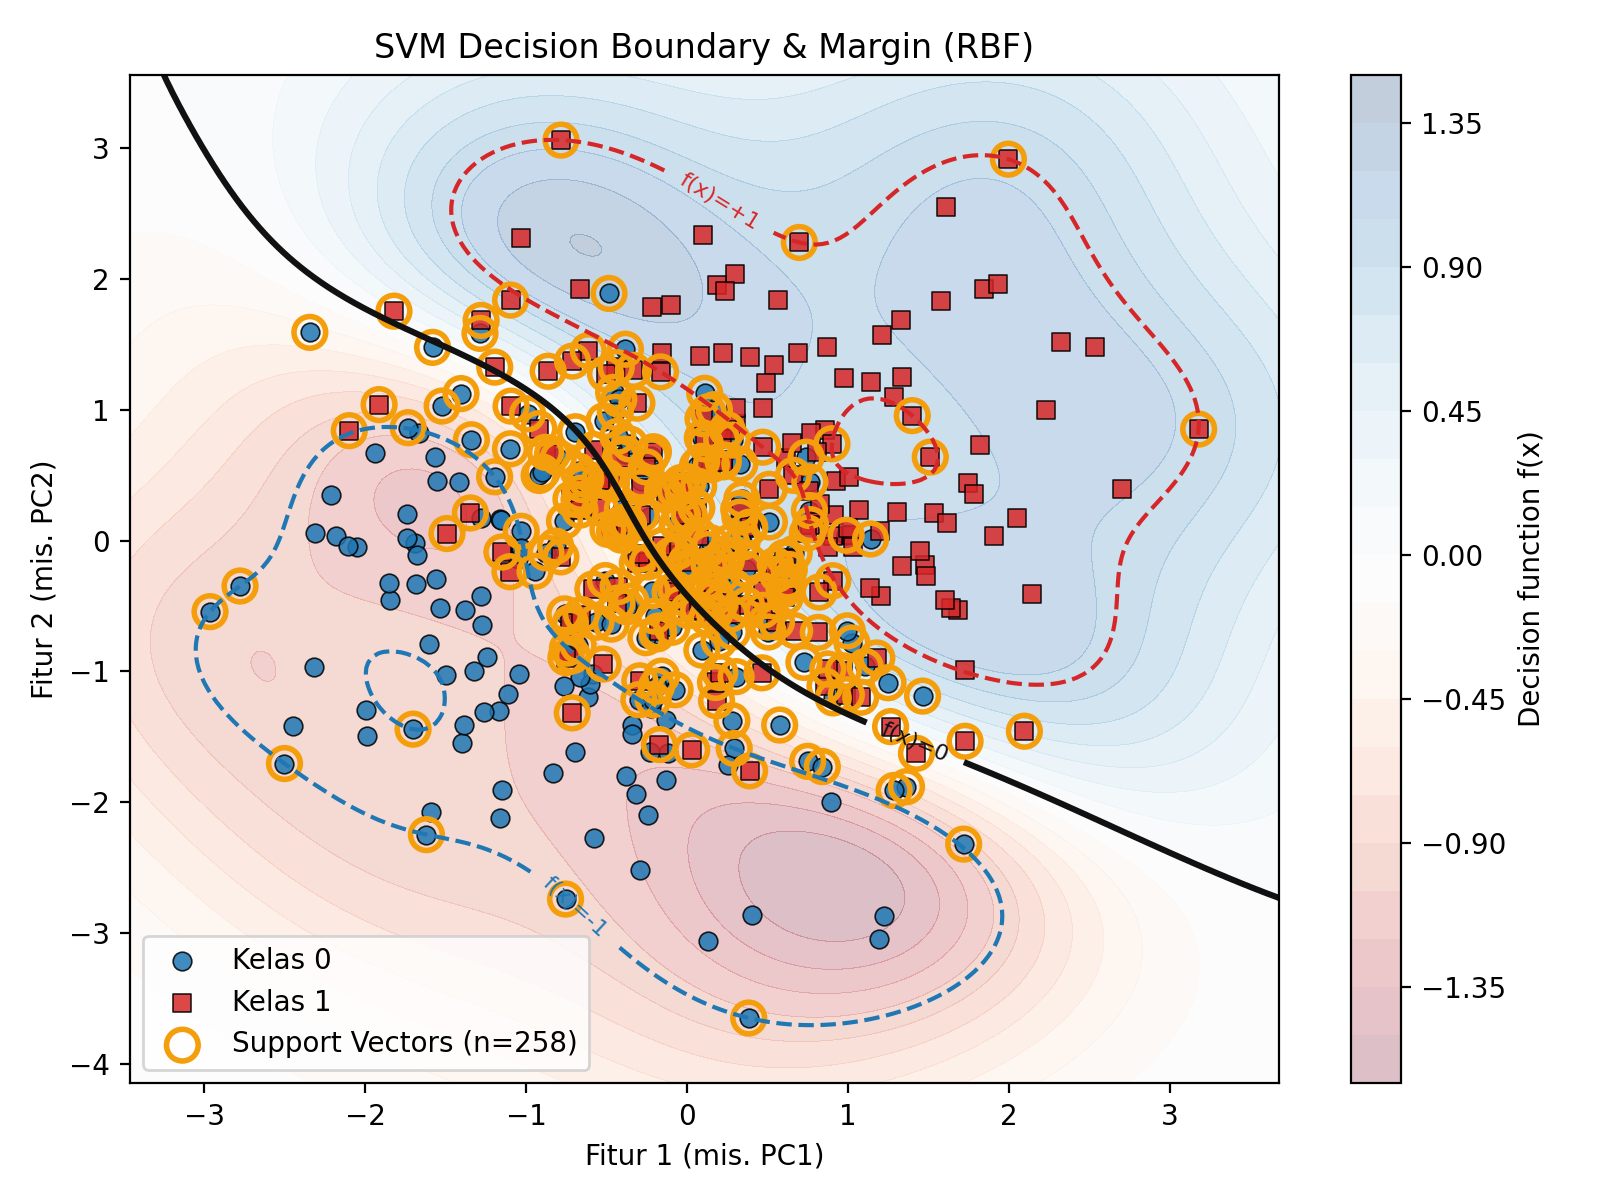 SVM Decision Boundary & Margin (RBF)
3
2
1
0
−1
−2
−3
−4
−3
−2
−1
0
1
2
3
Fitur 1 (mis. PC1)
Fitur 2 (mis. PC2)
f(x)=+1
f(x)=0
f(x)=-1
Kelas 0
Kelas 1
Support Vectors (n=258)
1.35
0.90
0.45
0.00
−0.45
−0.90
−1.35
Decision function f(x)